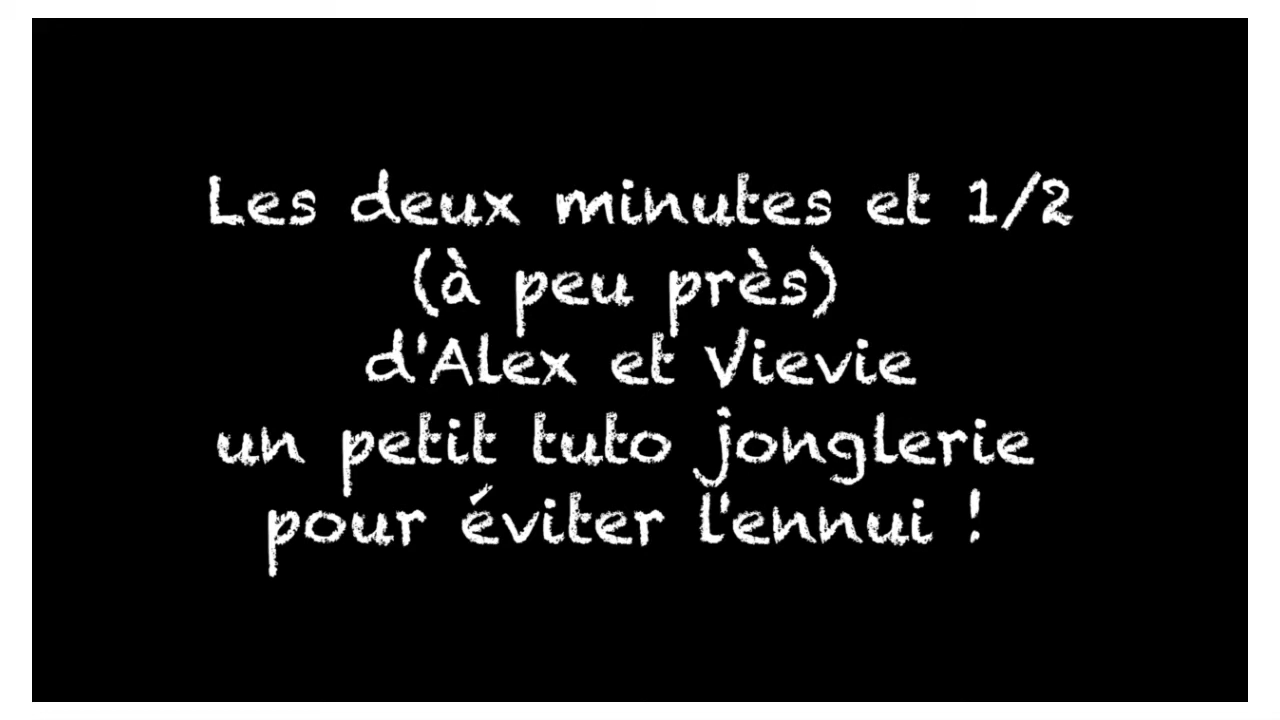 Les deux minutes et 1/2
(à peu près)
d'Alex et Vievie
un petit tuto jonglerie
pour éviter l'ennui !